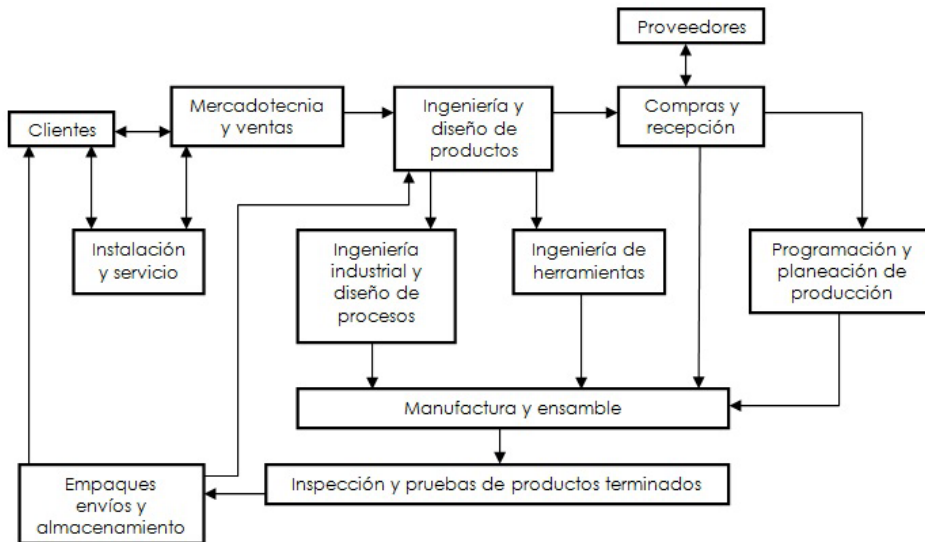 Proveedores
Clientes
Mercadotecnia
y ventas
Ingeniería y
diseño de
productos
Compras y
recepción
Instalación
y servicio
Ingeniería
industrial y
diseño de
procesos
Ingeniería de
herramientas
Programación y
planeación de
producción
Manufactura y ensamble
Empaques
envíos y
almacenamiento
Inspección y pruebas de productos terminados